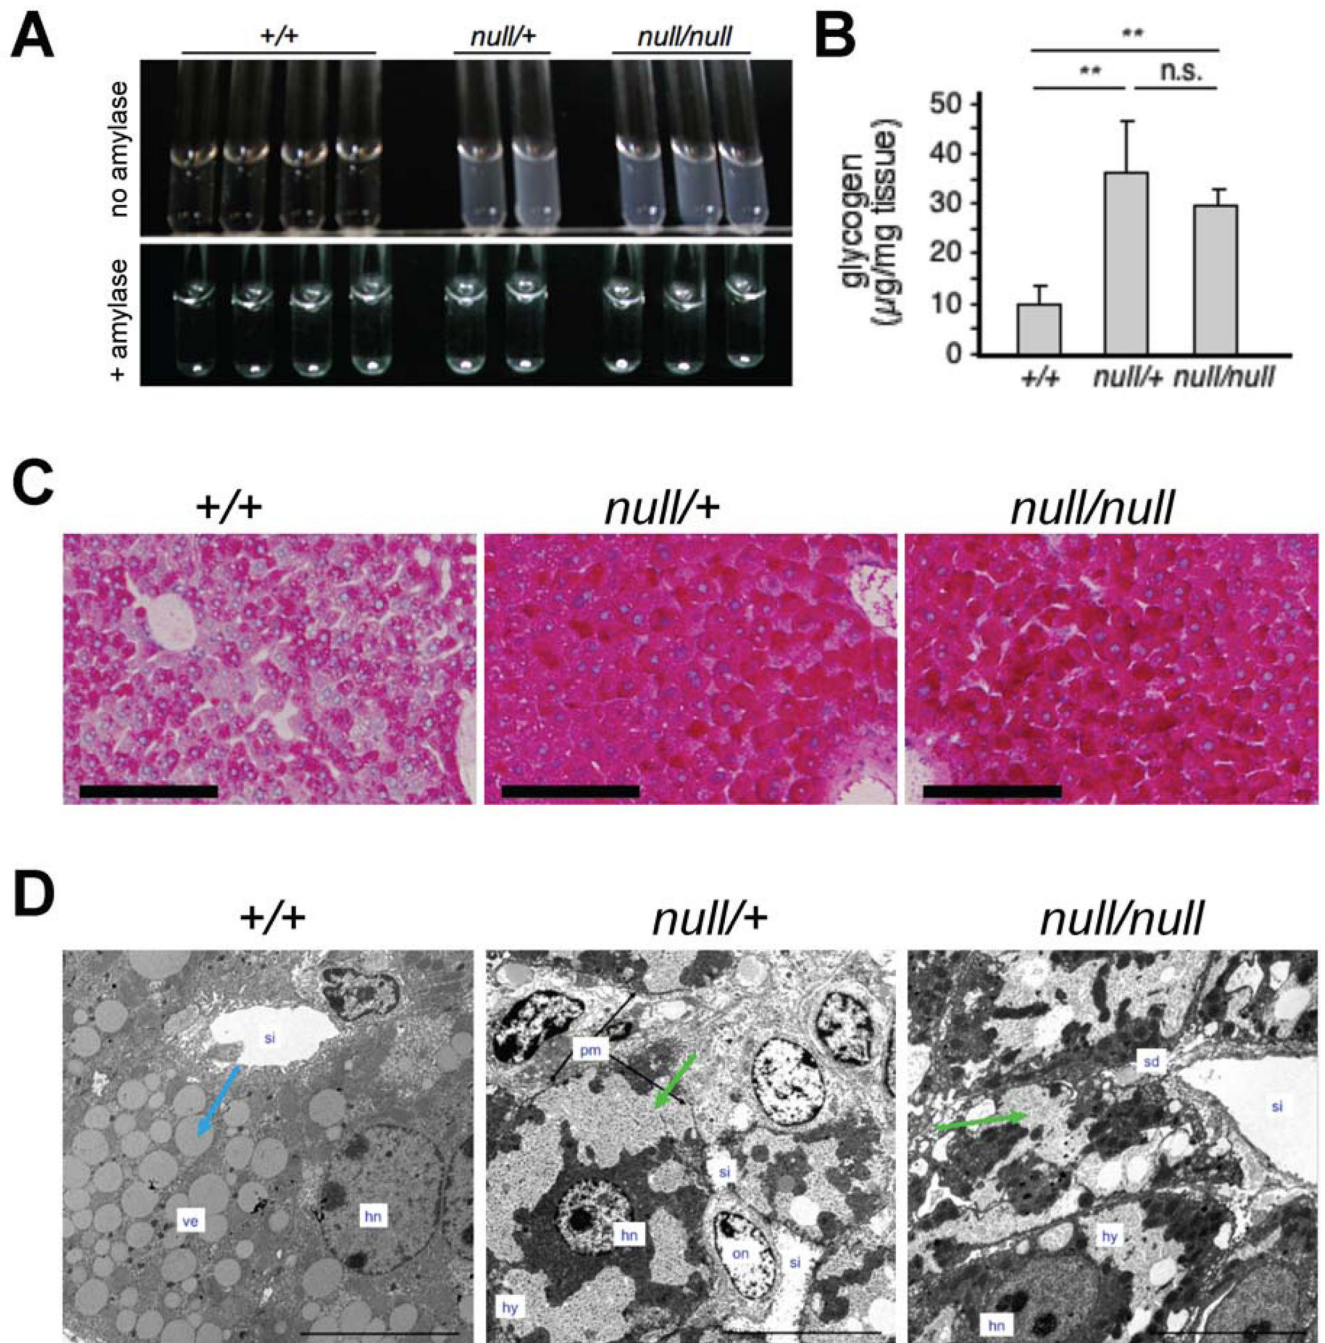 A
+/+ null/+ null/null
no amylase
+ amylase
B
**
** n.s.
glycogen
(µg/mg tissue)
50
40
30
20
10
0
+/+ null/+ null/null
C
+/+ null/+ null/null
D
+/+ null/+ null/null
si
ve
hn
pm
si
hn
on
si
hy
sd
si
hy
hn